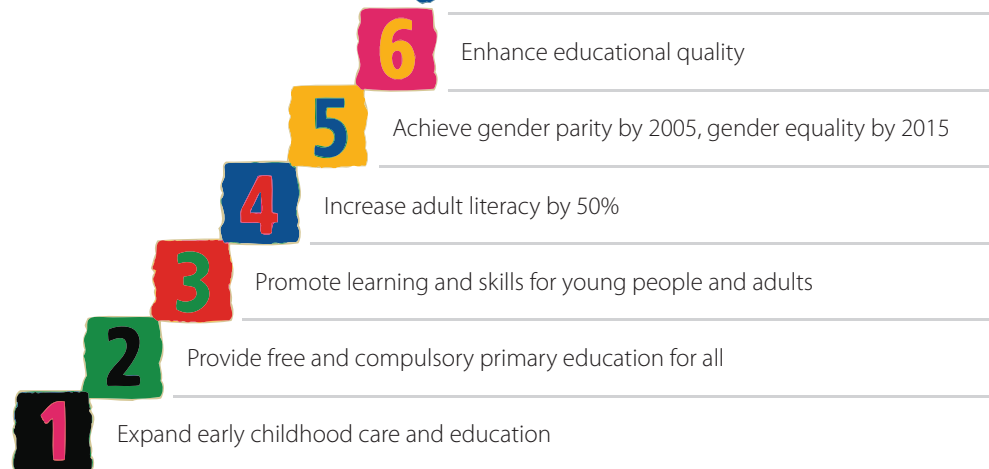 6 Enhance educational quality
5 Achieve gender parity by 2005, gender equality by 2015
4 Increase adult literacy by 50%
3 Promote learning and skills for young people and adults
2 Provide free and compulsory primary education for all
1 Expand early childhood care and education